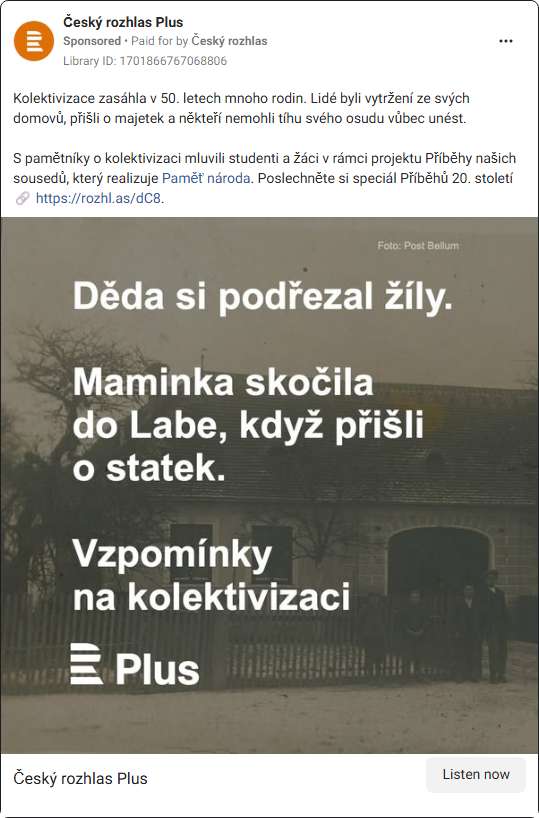 Český rozhlas Plus
Sponsored • Paid for by Český rozhlas
Library ID: 1701866767068806
Kolektivizace zasáhla v 50. letech mnoho rodin. Lidé byli vytržení ze svých
domovů, přišli o majetek a někteří nemohli tíhu svého osudu vůbec unést.
S pamětníky o kolektivizaci mluvili studenti a žáci v rámci projektu Příběhy našich
sousedů, který realizuje Paměť národa. Poslechněte si speciál Příběhů 20. století
🔗 https://rozhl.as/dC8.
Foto: Post Bellum
Děda si podřezal žíly.
Maminka skočila
do Labe, když přišli
o statek.
Vzpomínky
na kolektivizaci
Plus
Český rozhlas Plus
Listen now